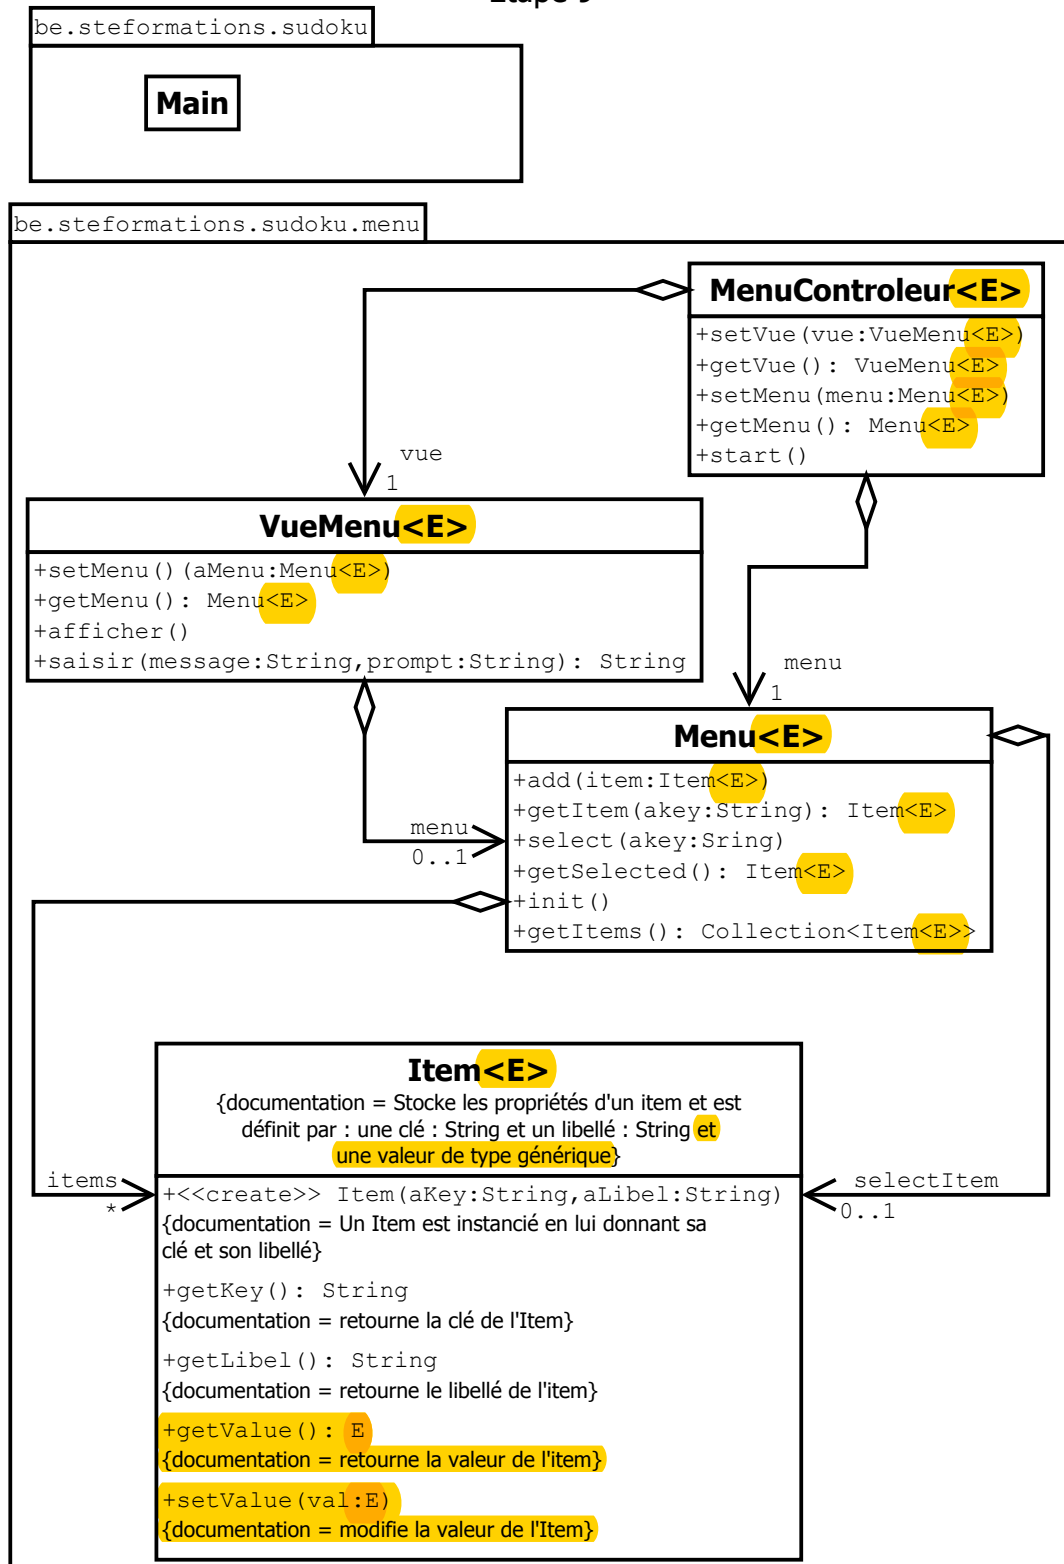 Etape 9
be.steformations.sudoku
Main
be.steformations.sudoku.menu
MenuControleur<E>
+setVue(vue:VueMenu<E>)
+getVue(): VueMenu<E>
+setMenu(menu:Menu<E>)
+getMenu(): Menu<E>
+start()
vue
1
VueMenu<E>
+setMenu()(aMenu:Menu<E>)
+getMenu(): Menu<E>
+afficher()
+saisir(message:String,prompt:String): String
menu
1
Menu<E>
+add(item:Item<E>)
+getItem(akey:String): Item<E>
+select(akey:Sring)
+getSelected(): Item<E>
+init()
+getItems(): Collection<Item<E>>
menu
0..1
Item<E>
{documentation = Stocke les propriétés d'un item et est
définit par : une clé : String et un libellé : String et
une valeur de type générique}
items
*
selectItem
0..1
+<<create>> Item(aKey:String,aLibel:String)
{documentation = Un Item est instancié en lui donnant sa
clé et son libellé}
+getKey(): String
{documentation = retourne la clé de l'Item}
+getLibel(): String
{documentation = retourne le libellé de l'item}
+getValue(): E
{documentation = retourne la valeur de l'item}
+setValue(val:E)
{documentation = modifie la valeur de l'Item}